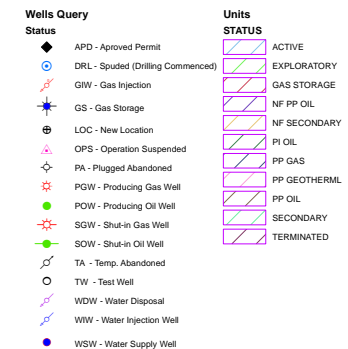 Wells Query
Status
APD - Aproved Permit
DRL - Spuded (Drilling Commenced)
GIW - Gas Injection
GS - Gas Storage
LOC - New Location
OPS - Operation Suspended
PA - Plugged Abandoned
PGW - Producing Gas Well
POW - Producing Oil Well
SGW - Shut-in Gas Well
SOW - Shut-in Oil Well
TA - Temp. Abandoned
TW - Test Well
WDW - Water Disposal
WIW - Water Injection Well
WSW - Water Supply Well
Units
STATUS
ACTIVE
EXPLORATORY
GAS STORAGE
NF PP OIL
NF SECONDARY
PI OIL
PP GAS
PP GEOTHERML
PP OIL
SECONDARY
TERMINATED